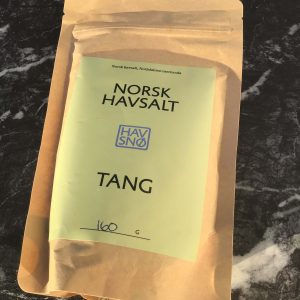 NORSK
HAVSALT
HAV
SNØ
TANG
160 G